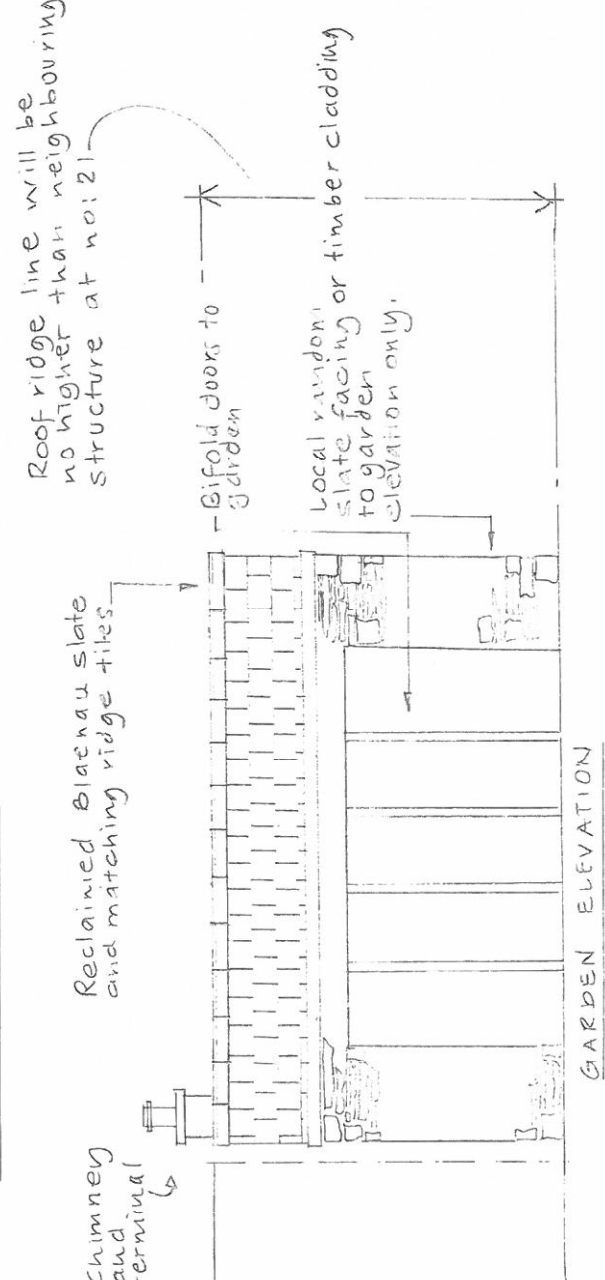 Roof ridge line will be
no higher than neighbouring
structure at no: 21
Bifold doors to
garden
Local random
slate facing or timber cladding
to garden
elevation only.
Reclaimied Blaenau slate
and matching ridge tiles
Chimney
and
terminal
GARDEN ELEVATION